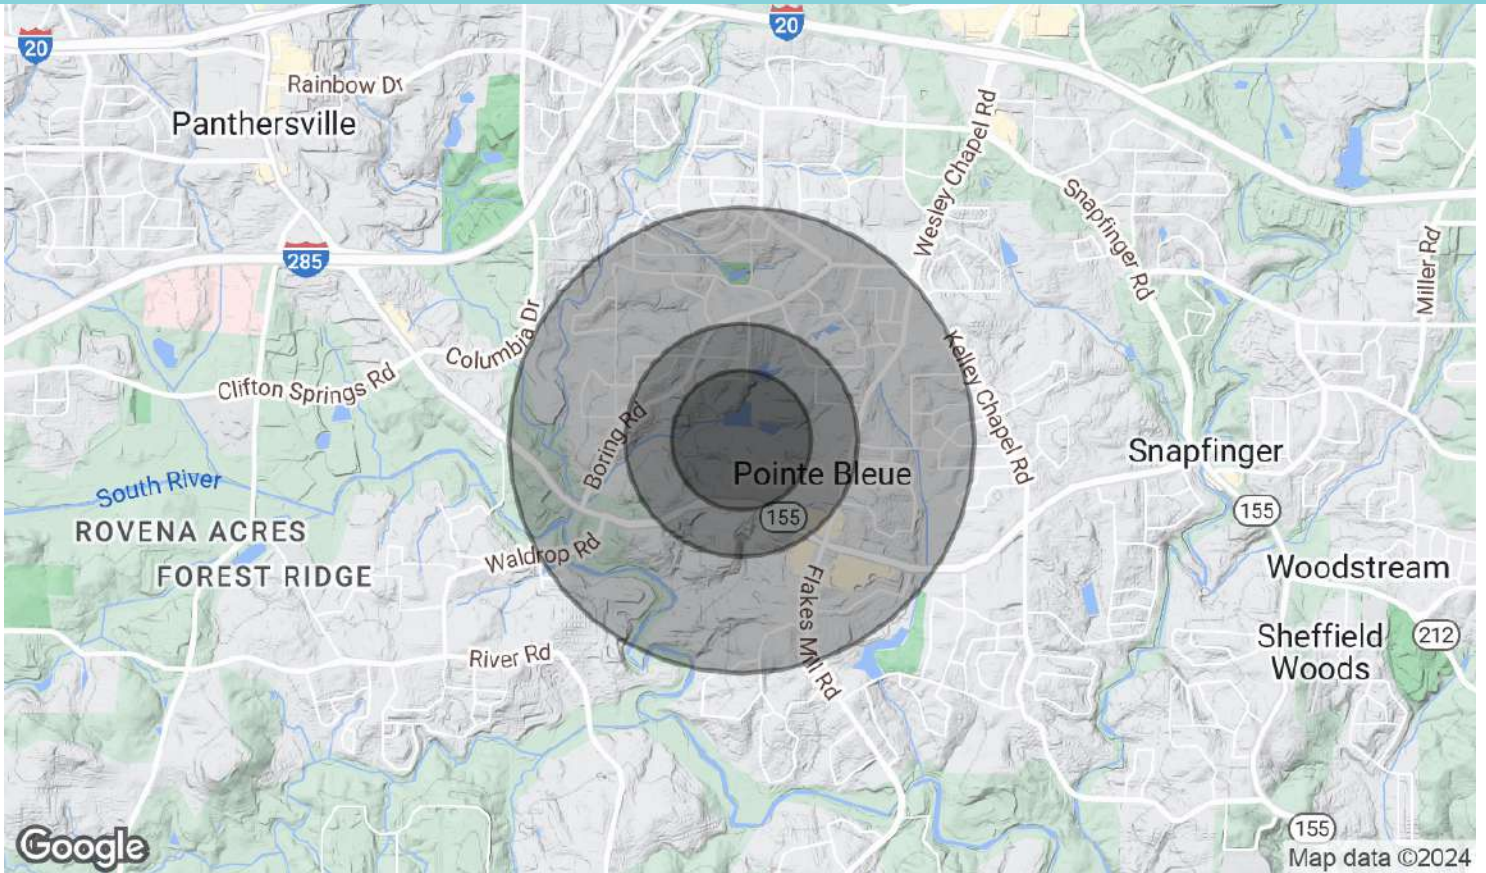 20
20
Rainbow Dr
Panthersville
Wesley Chapel Rd
Snapfinger Rd
Miller Rd
285
Columbia Dr
Clifton Springs Rd
Kelley Chapel Rd
Boring Rd
Snapfinger
Pointe Bleue
South River
155
155
ROVENA ACRES
Waldrop Rd
FOREST RIDGE
Woodstream
Flakes Mill Rd
Sheffield
Woods
212
River Rd
155
Google
Map data ©2024